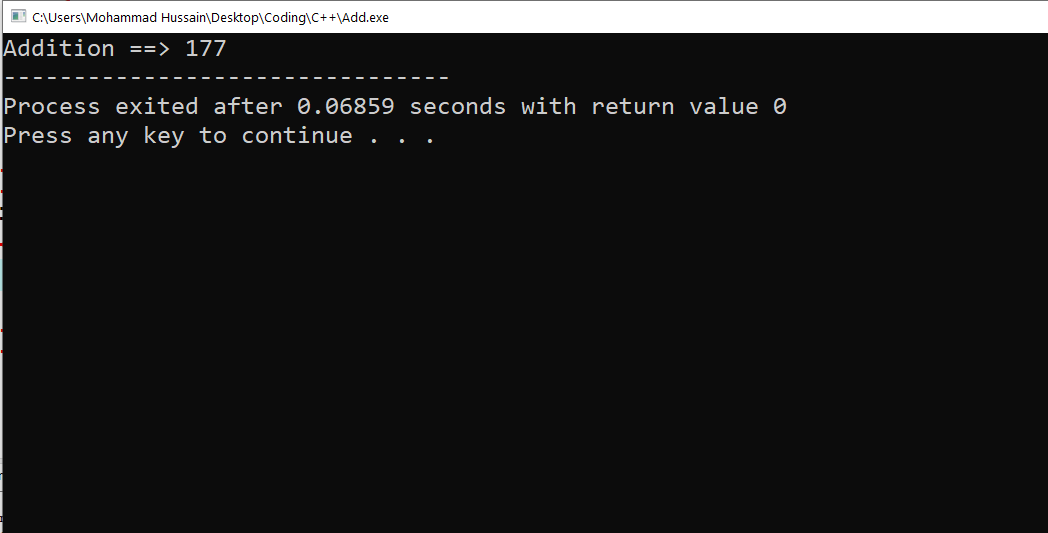 C:\Users\Mohammad Hussain\Desktop\Coding\C++\Add.exe
Addition ==> 177
--------------------------------
Process exited after 0.06859 seconds with return value 0
Press any key to continue . . .